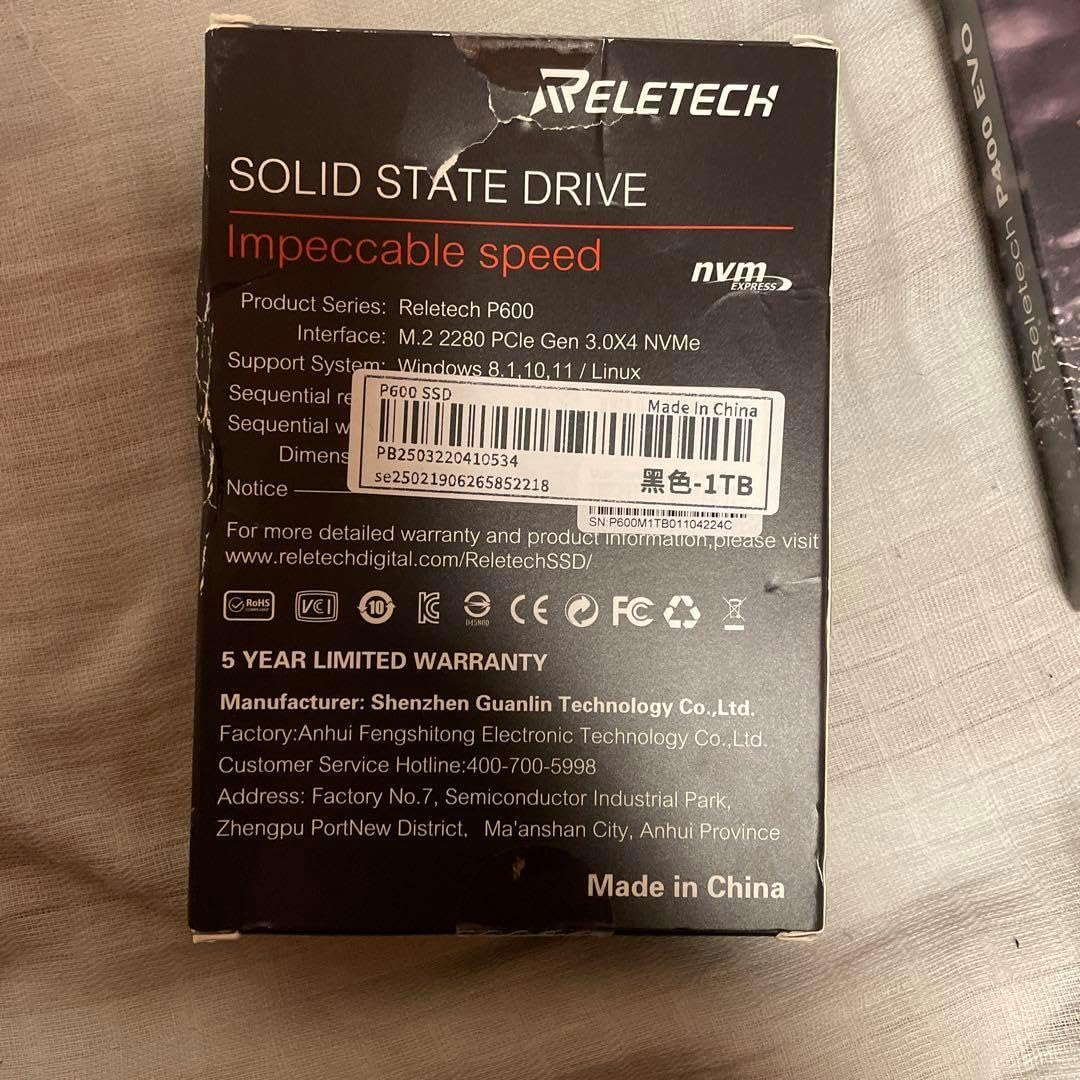 RELETECH
SOLID STATE DRIVE
Impeccable speed
nvm
EXPRESS
Product Series: Reletech P600
Interface: M.2 2280 PCIe Gen 3.0X4 NVMe
Support System: Windows 8.1,10,11 / Linux
Sequential
Sequential
P600 SSD
Made In China
PB2503220410534
se25021906265852218
黑色-1TB
SN:P600M1TB01104224C
Notice
For more detailed warranty and product information,please visit
www.reletechdigital.com/ReletechSSD/
RoHS
COMPLIANT
VCI
10
D45800
CE
FC
5 YEAR LIMITED WARRANTY
Manufacturer: Shenzhen Guanlin Technology Co.,Ltd.
Factory:Anhui Fengshitong Electronic Technology Co.,Ltd.
Customer Service Hotline:400-700-5998
Address: Factory No.7, Semiconductor Industrial Park,
Zhengpu PortNew District, Ma'anshan City, Anhui Province
Made in China
Reletech P400 EVO